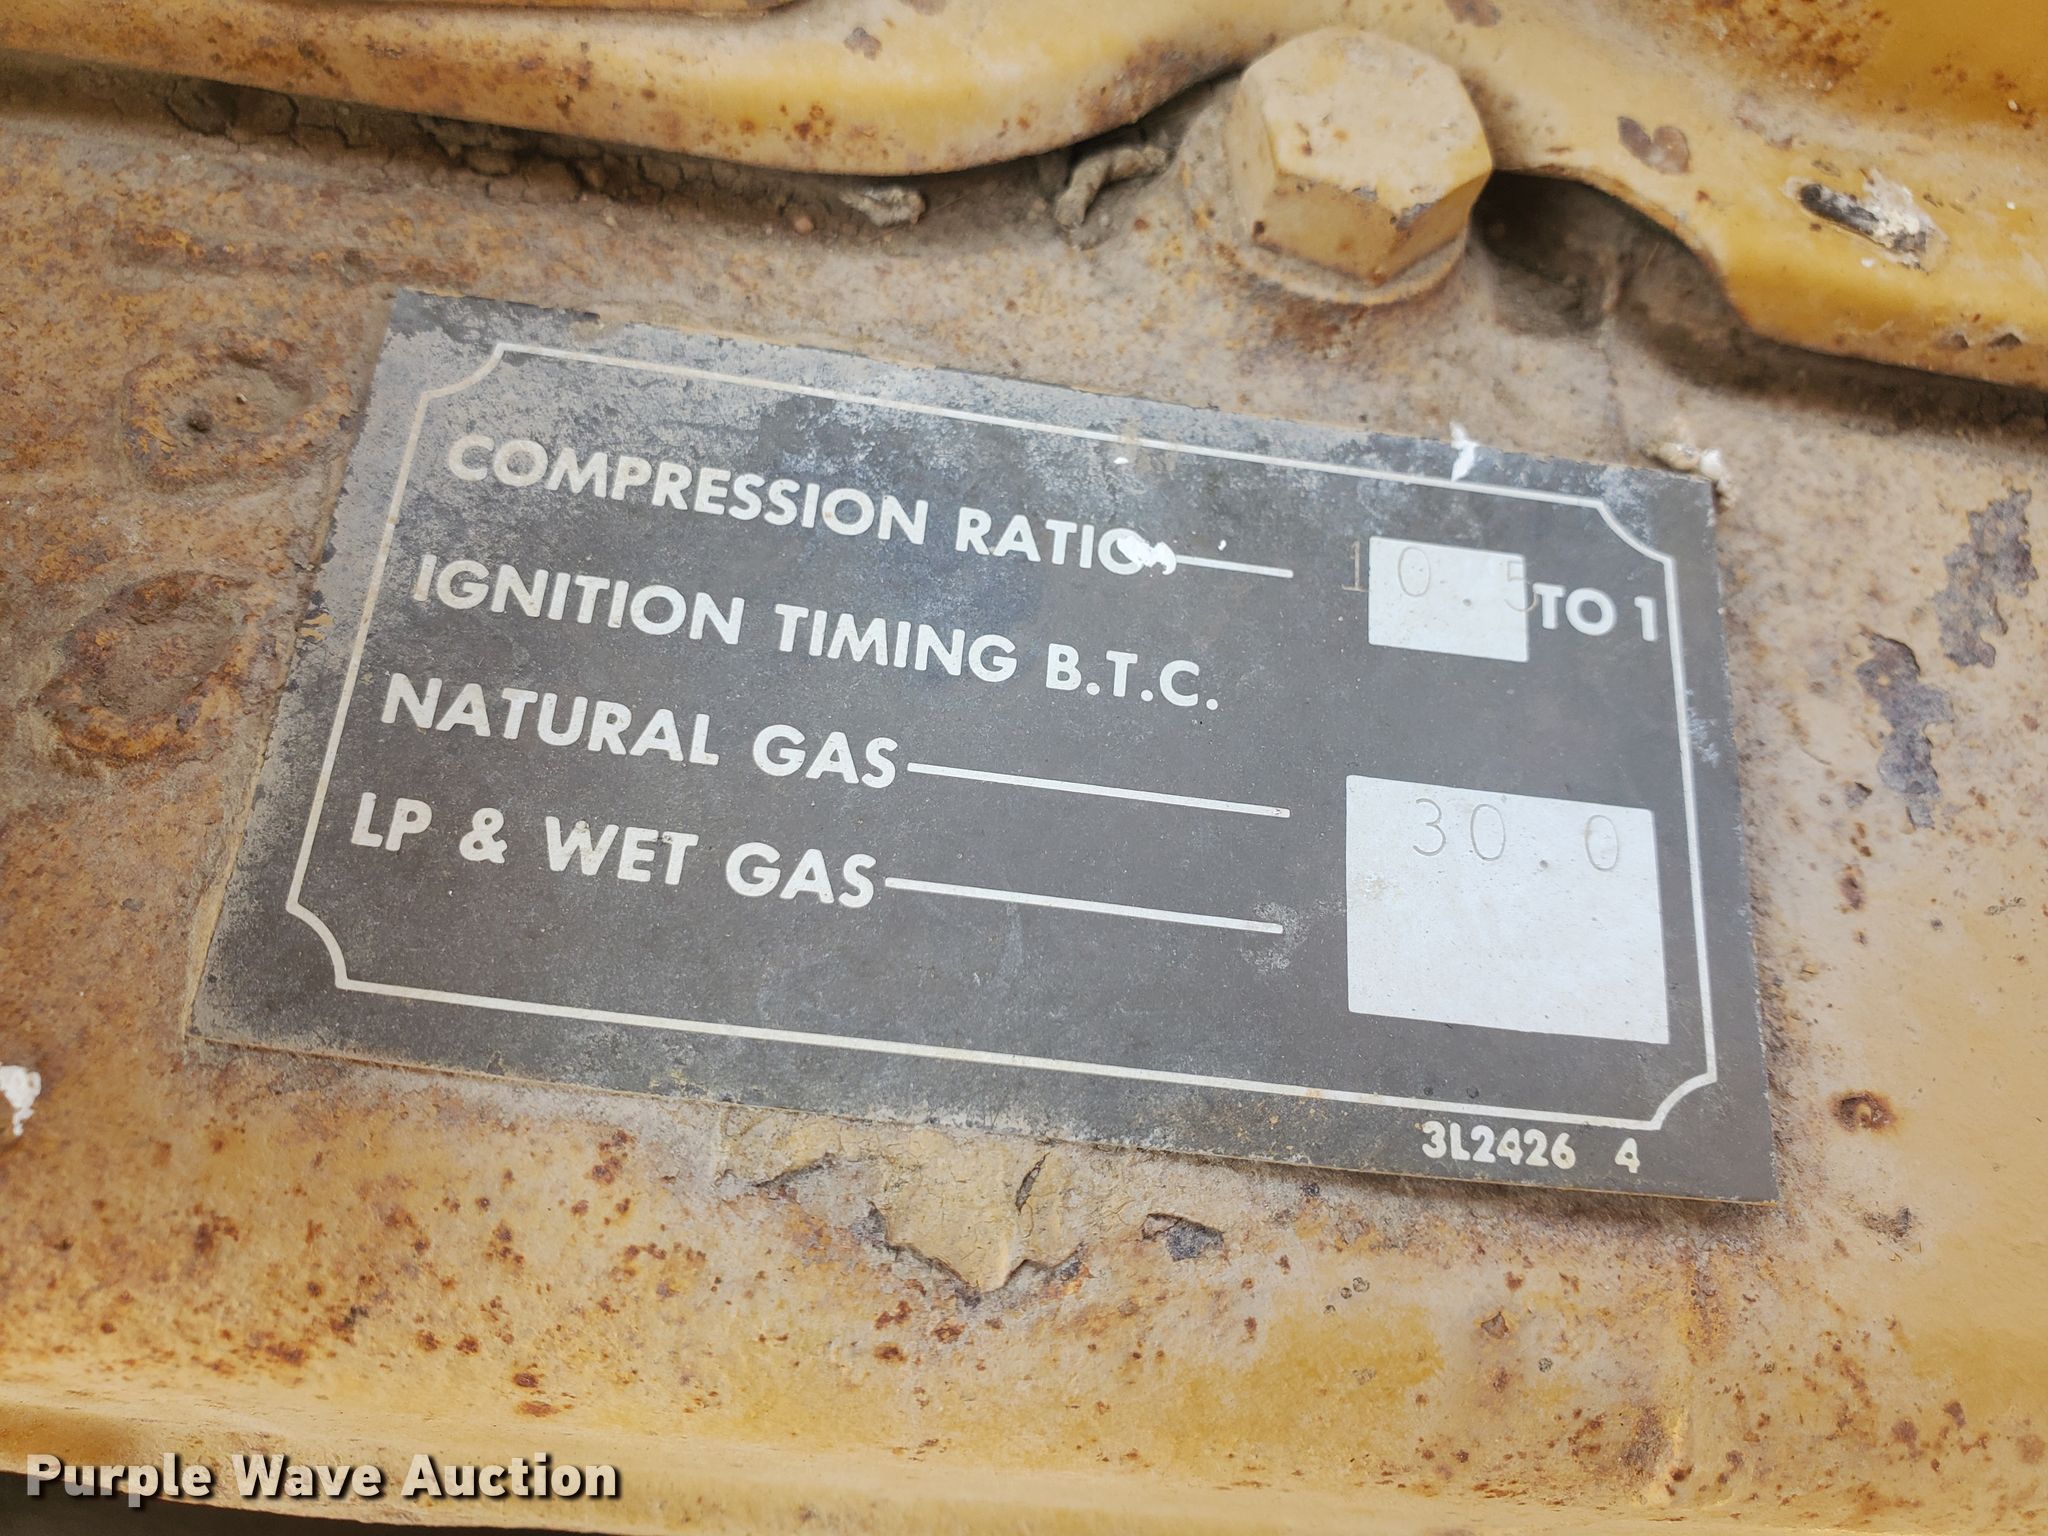 COMPRESSION RATIO 10.5 TO 1
IGNITION TIMING B.T.C.
NATURAL GAS 30.0
LP & WET GAS
3L2426 4
Purple Wave Auction